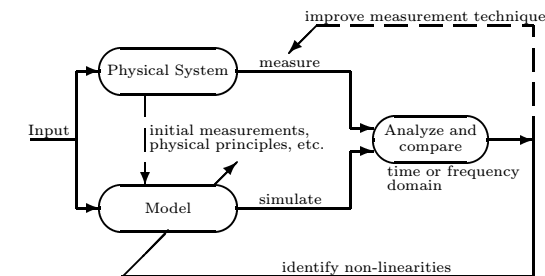 improve measurement technique
Physical System
measure
Input
initial measurements,
physical principles, etc.
Analyze and
compare
time or frequency
domain
Model
simulate
identify non-linearities